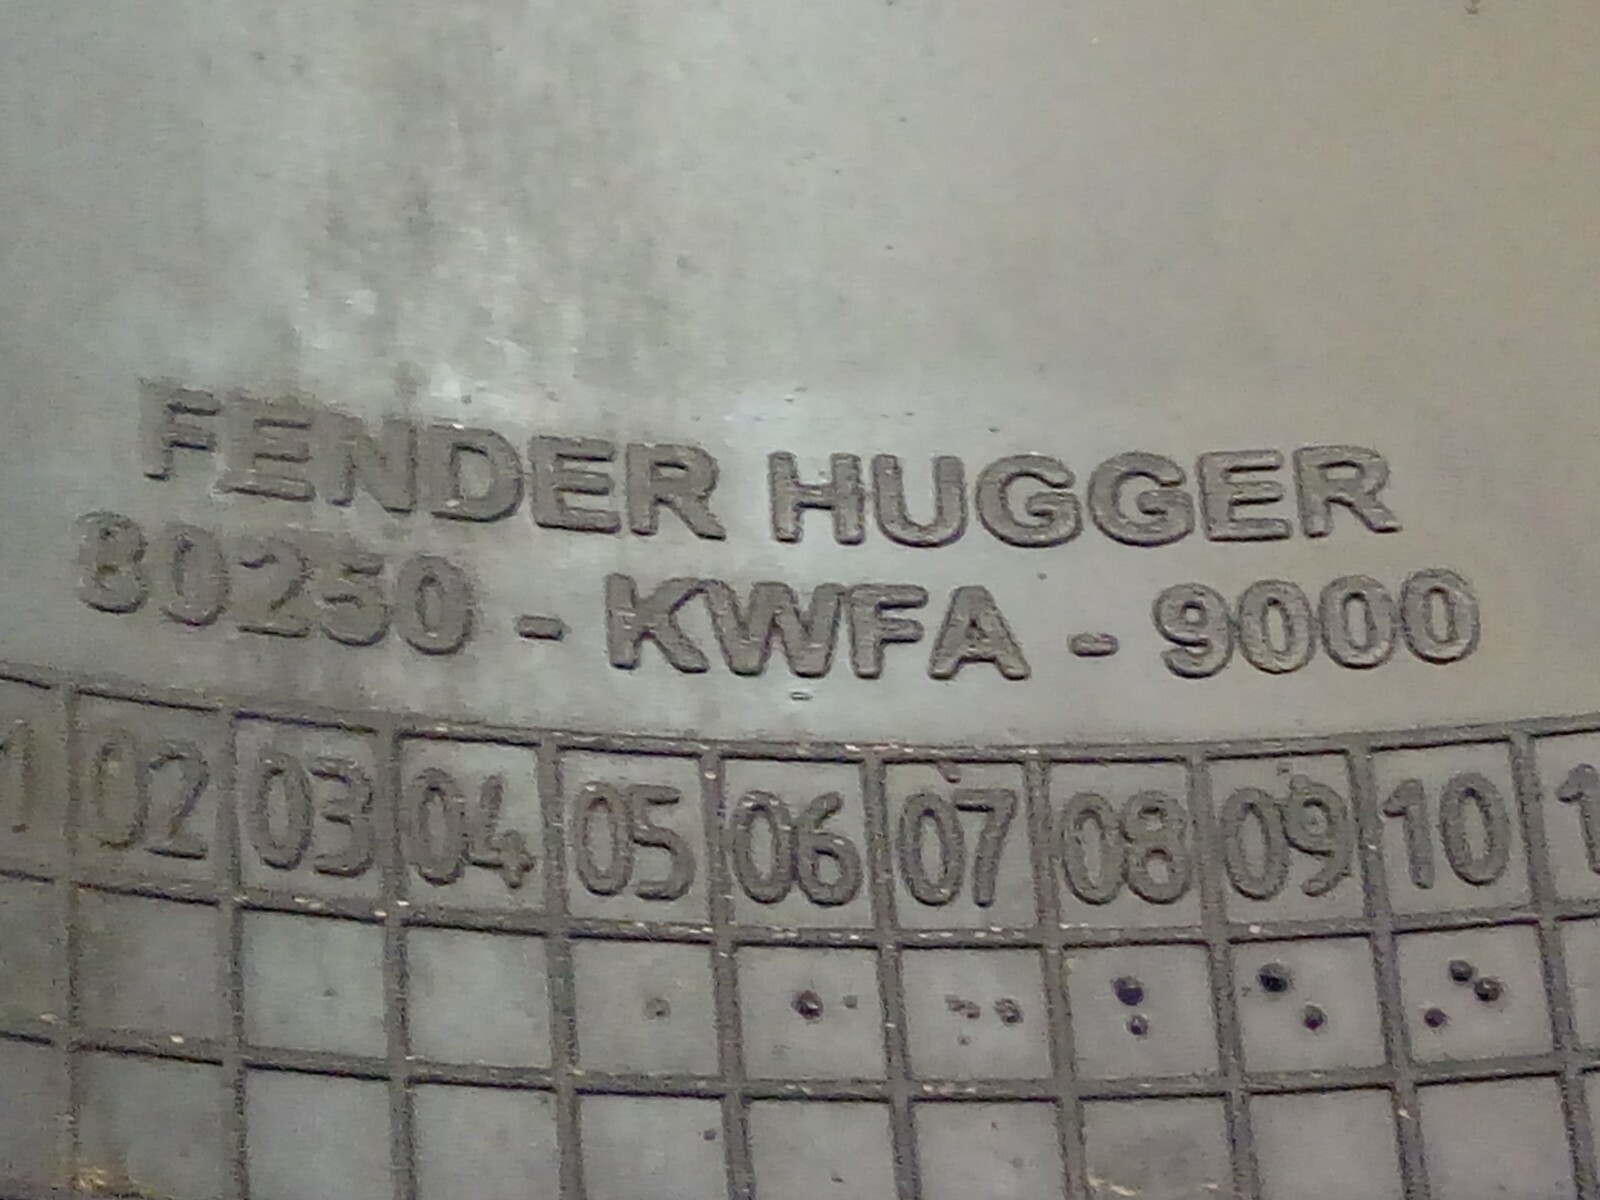 FENDER HUGGER
80250 - KWFA - 9000
02 03 04 05 06 07 08 09 10